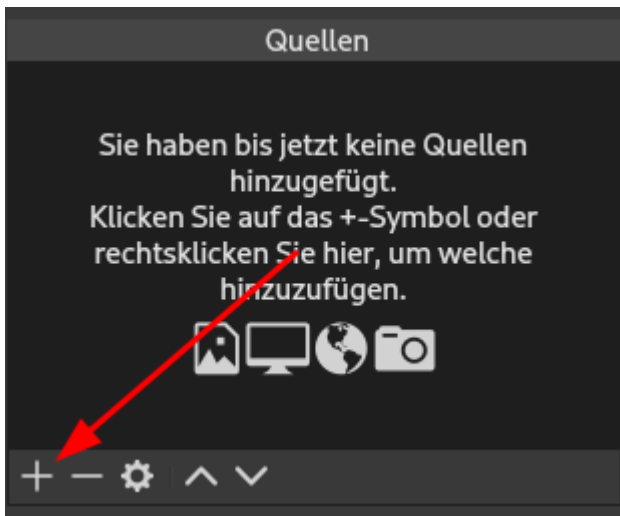 Quellen
Sie haben bis jetzt keine Quellen
hinzugefügt.
Klicken Sie auf das +-Symbol oder
rechtsklicken Sie hier, um welche
hinzuzufügen.